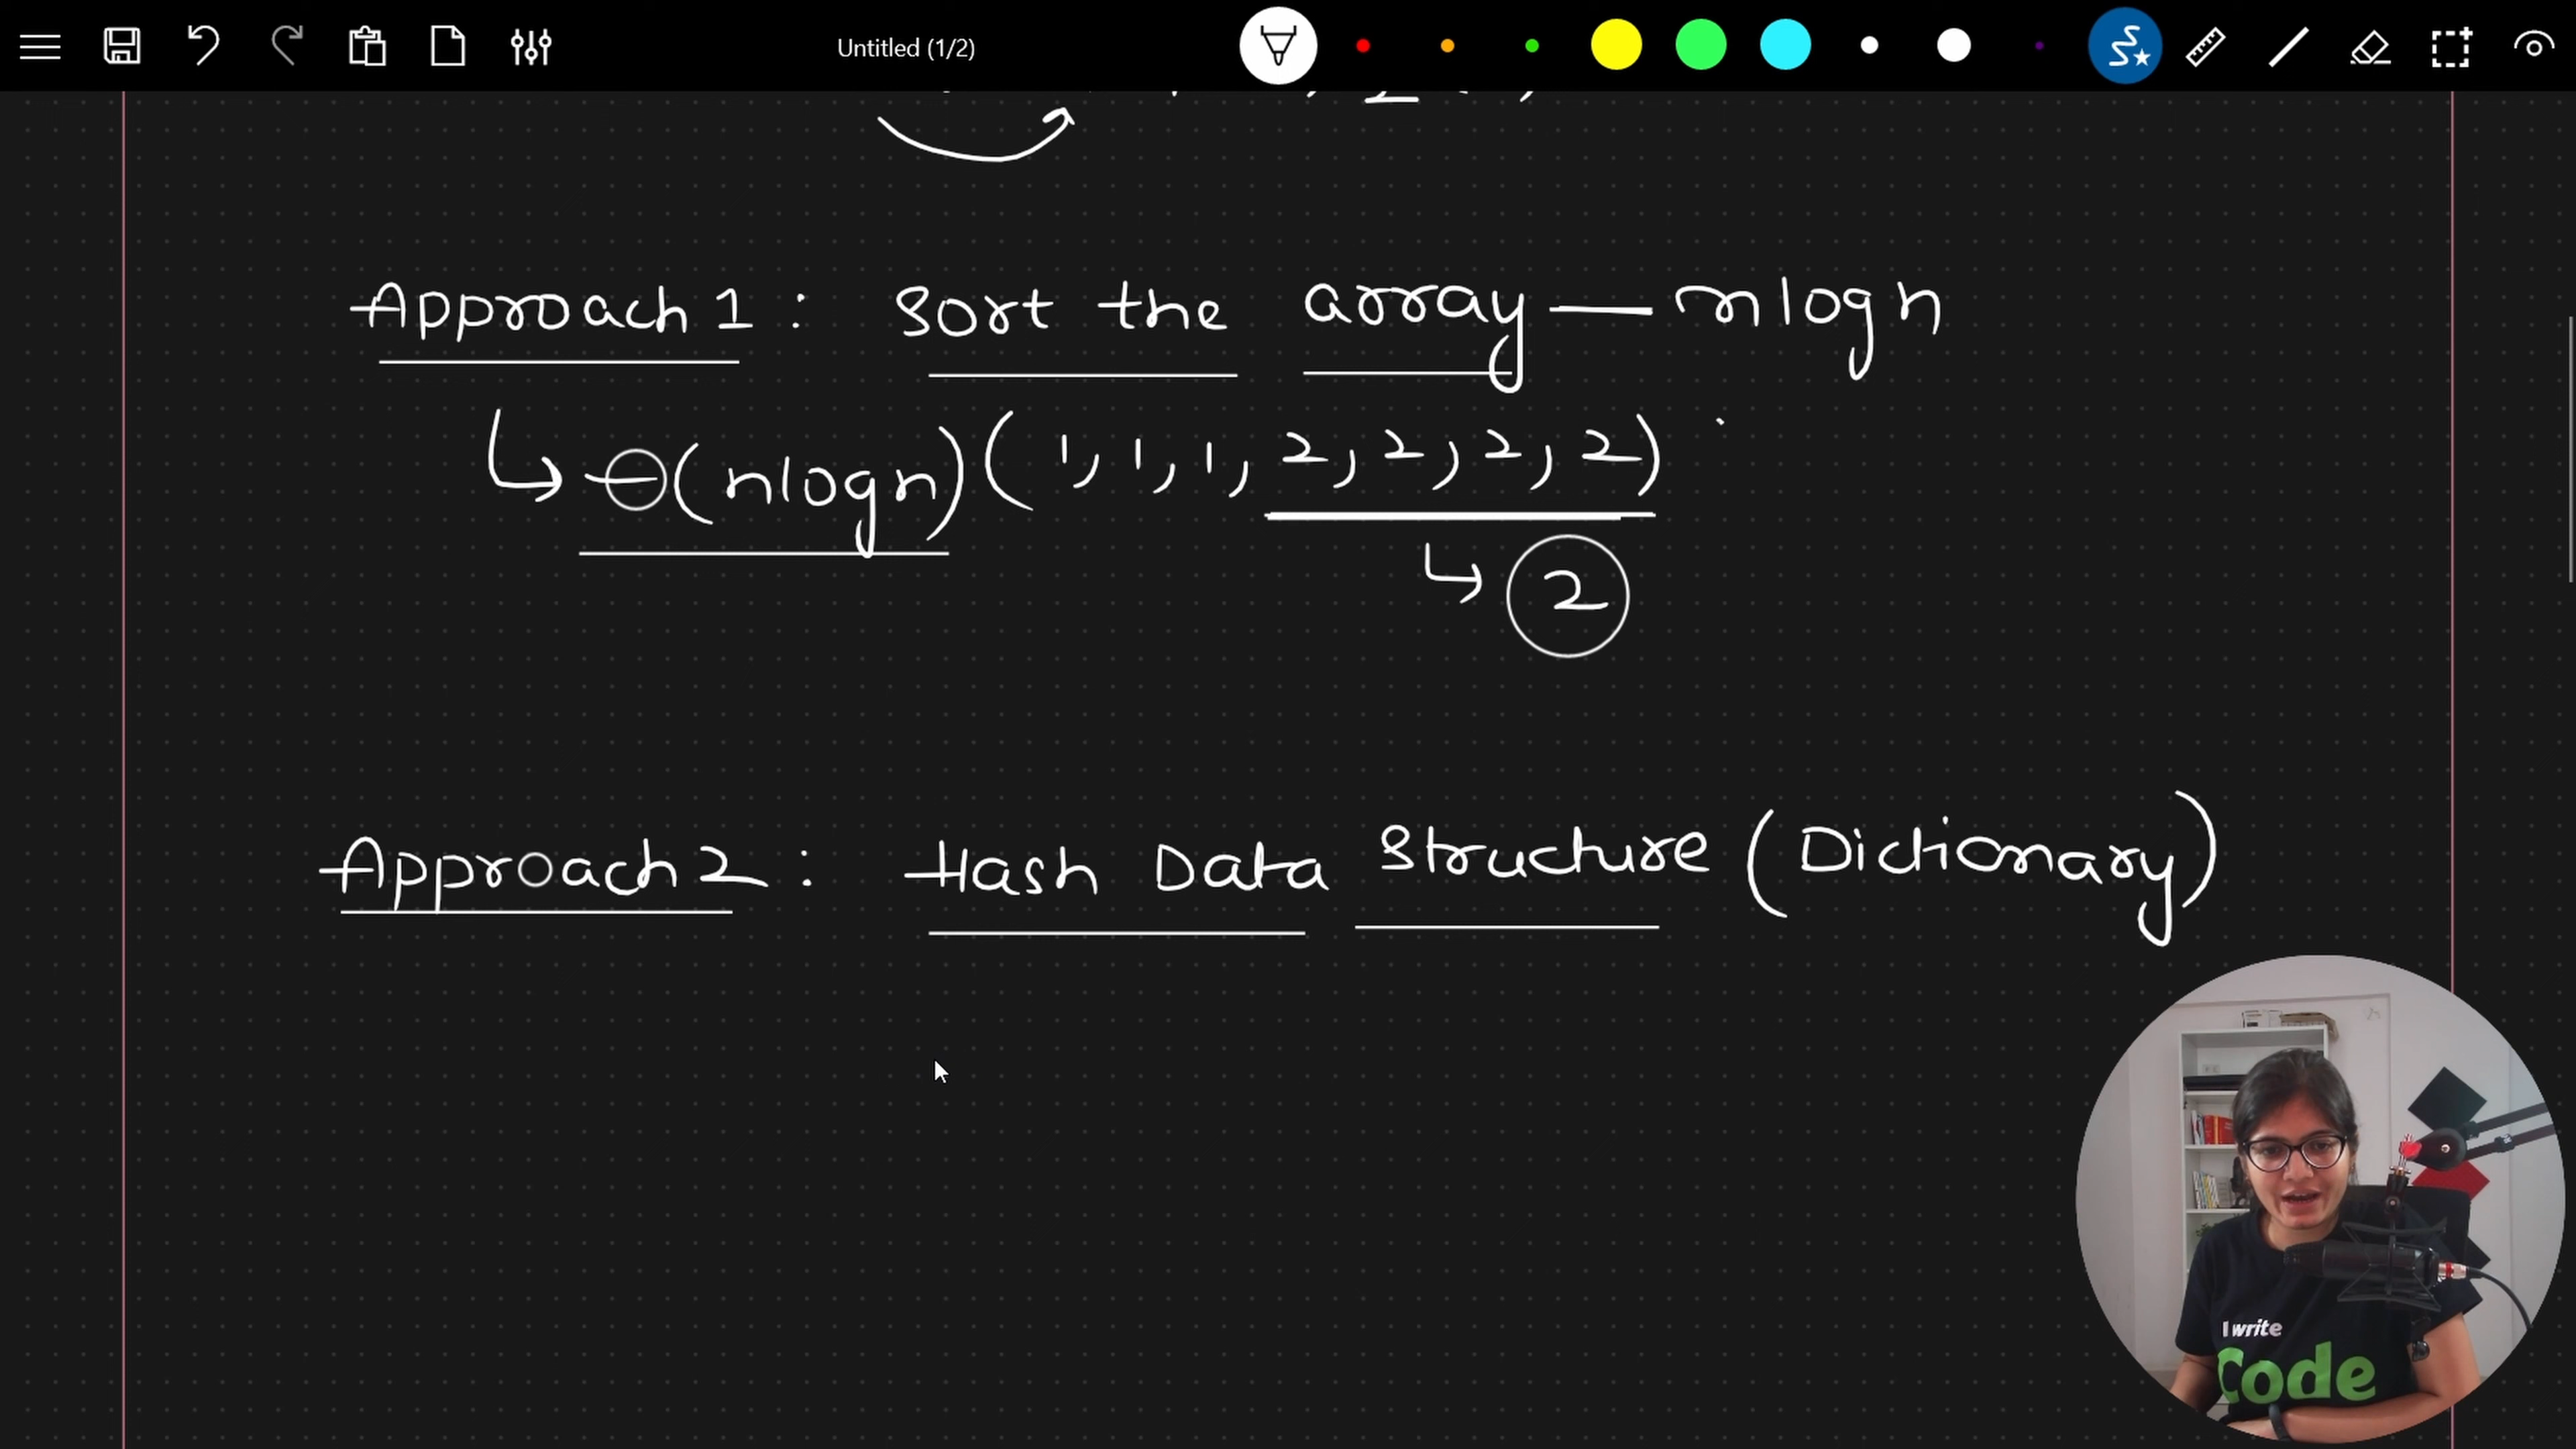 Untitled (1/2)
Approach 1 : Sort the array — nlogn
↳ Θ(nlogn) (1, 1, 1, 2, 2, 2, 2)
↳ 2
Approach 2 : Hash Data Structure (Dictionary)
I write
Code